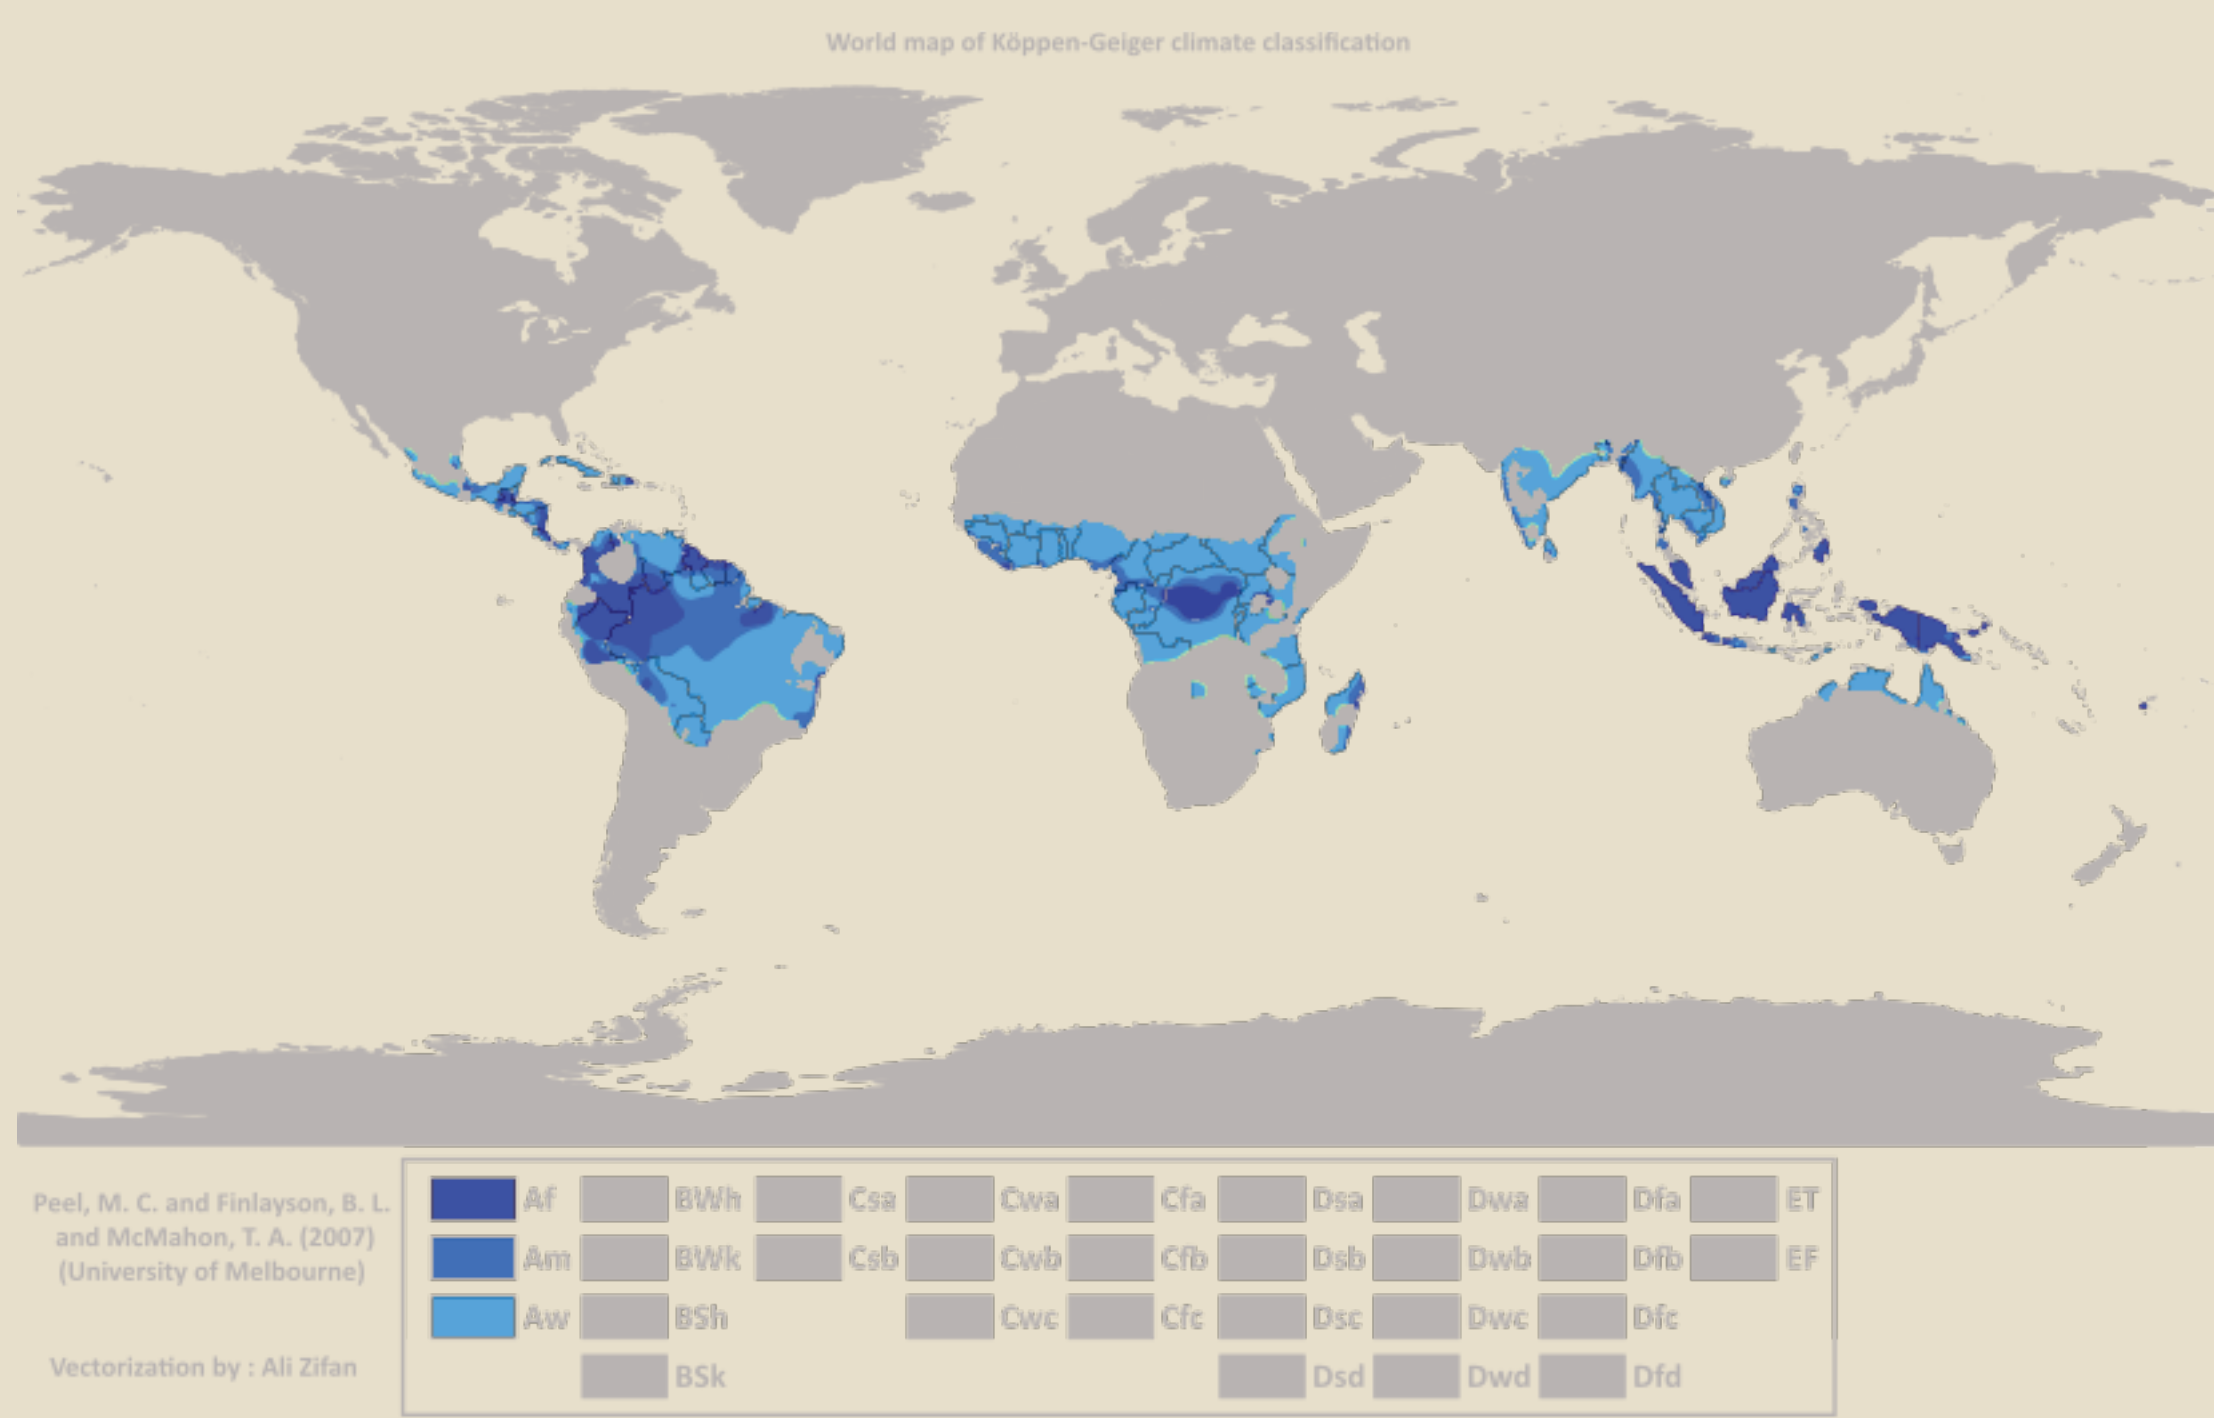 World map of Köppen-Geiger climate classification
Peel, M. C. and Finlayson, B. L.
and McMahon, T. A. (2007)
(University of Melbourne)
Vectorization by : Ali Zifan
Af BWh Csa Cwa Cfa Dsa Dwa Dfa ET
Am BWk Csb Cwb Cfb Dsb Dwb Dfb EF
Aw BSh Cwc Cfc Dsc Dwc Dfc
BSk Dsd Dwd Dfd